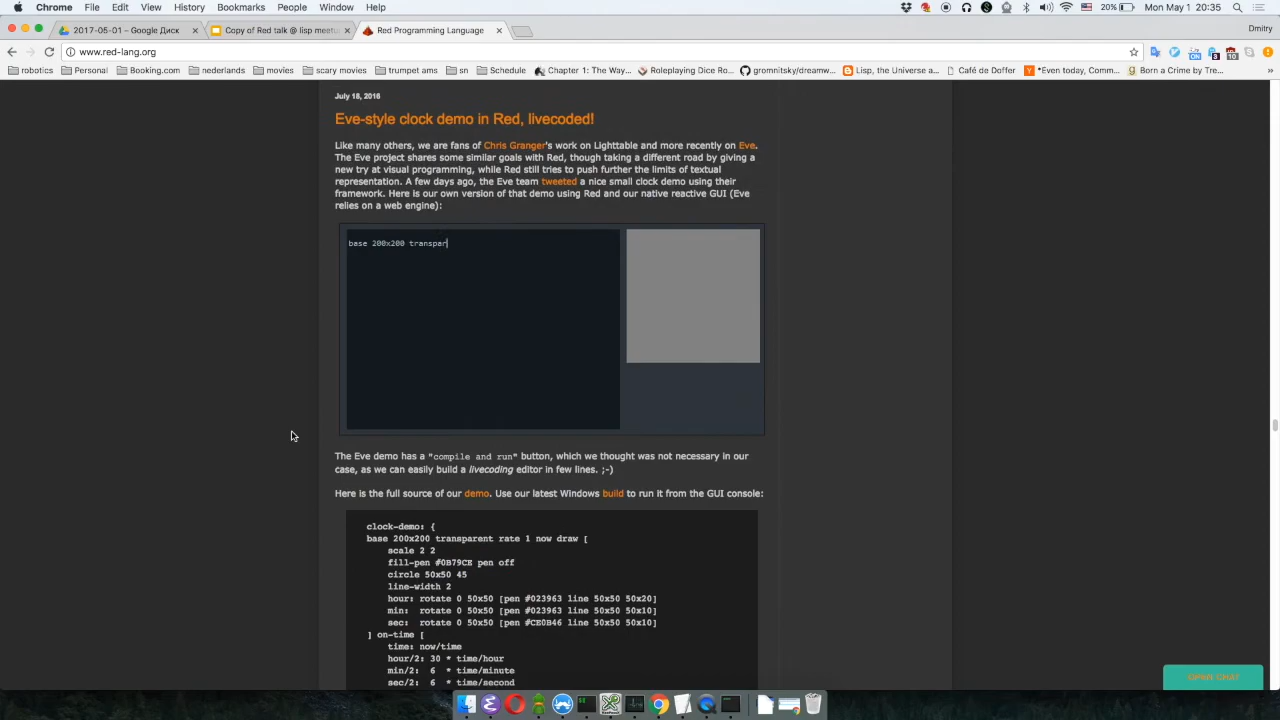 Chrome File Edit View History Bookmarks People Window Help 20% Mon May 1 20:35
2017-05-01 – Google Диск Copy of Red talk @ lisp meetu Red Programming Language Dmitry
www.red-lang.org
robotics Personal Booking.com nederlands movies scary movies trumpet ams sn Schedule Chapter 1: The Way... Roleplaying Dice Ro... gromnitsky/dreamw... Lisp, the Universe a... Café de Doffer *Even today, Comm... Born a Crime by Tre... »
July 18, 2016
Eve-style clock demo in Red, livecoded!
Like many others, we are fans of Chris Granger's work on Lighttable and more recently on Eve.
The Eve project shares some similar goals with Red, though taking a different road by giving a
new try at visual programming, while Red still tries to push further the limits of textual
representation. A few days ago, the Eve team tweeted a nice small clock demo using their
framework. Here is our own version of that demo using Red and our native reactive GUI (Eve
relies on a web engine):
base 200x200 transpar
The Eve demo has a "compile and run" button, which we thought was not necessary in our
case, as we can easily build a livecoding editor in few lines. ;-)
Here is the full source of our demo. Use our latest Windows build to run it from the GUI console:
clock-demo: {
base 200x200 transparent rate 1 now draw [
scale 2 2
fill-pen #0B79CE pen off
circle 50x50 45
line-width 2
hour: rotate 0 50x50 [pen #023963 line 50x50 50x20]
min: rotate 0 50x50 [pen #023963 line 50x50 50x10]
sec: rotate 0 50x50 [pen #CE0B46 line 50x50 50x10]
] on-time [
time: now/time
hour/2: 30 * time/hour
min/2: 6 * time/minute
sec/2: 6 * time/second
OPEN CHAT